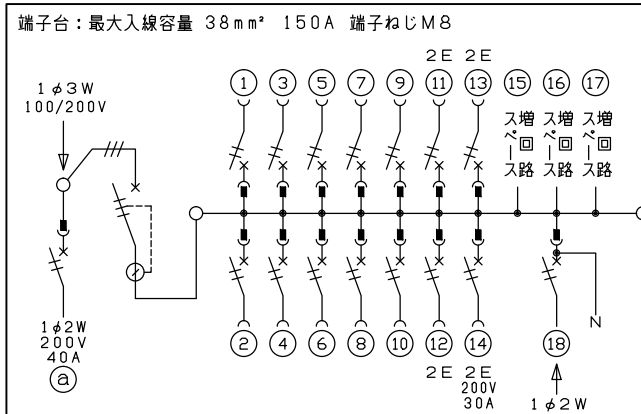 端子台：最大入線容量 38mm² 150A 端子ねじM8
2E 2E
1 3 5 7 9 11 13 15 16 17
1φ3W
100/200V
増回路スペース
増回路スペース
増回路スペース
1φ2W
200V
40A
a
2 4 6 8 10 12 14 18
N
2E 2E
200V
30A
1φ2W